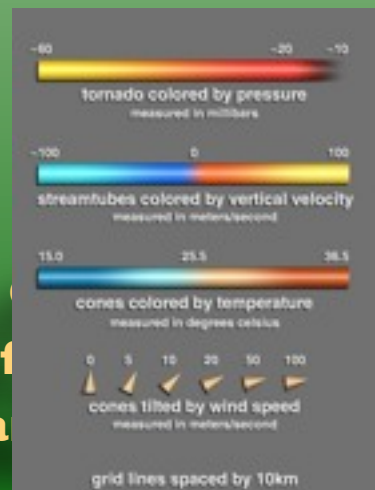 -60 -20 -10
tornado colored by pressure
measured in millibars
-100 0 100
streamtubes colored by vertical velocity
measured in meters/second
15.0 25.5 36.5
cones colored by temperature
measured in degrees celsius
0 5 10 20 50 100
cones tilted by wind speed
measured in meters/second
grid lines spaced by 10km